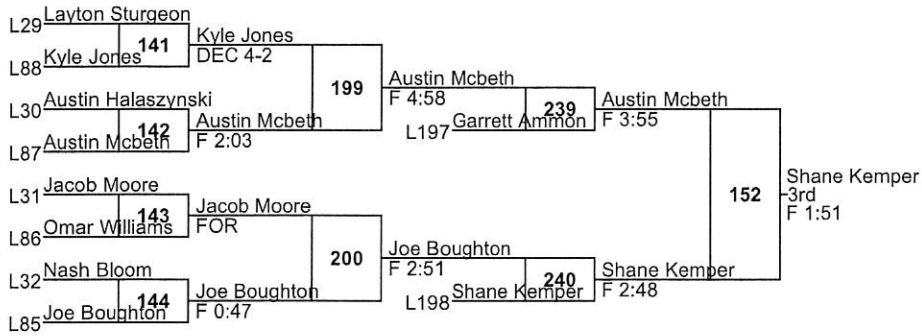 L29 Layton Sturgeon
141
Kyle Jones
DEC 4-2
L88 Kyle Jones
199
Austin Mcbeth
F 4:58
L30 Austin Halaszynski
142
Austin Mcbeth
F 2:03
L87 Austin Mcbeth
239
L197 Garrett Ammon
Austin Mcbeth
F 3:55
L31 Jacob Moore
143
Jacob Moore
FOR
L86 Omar Williams
200
Joe Boughton
F 2:51
L32 Nash Bloom
144
Joe Boughton
F 0:47
L85 Joe Boughton
240
L198 Shane Kemper
Shane Kemper
F 2:48
152
Shane Kemper
3rd
F 1:51